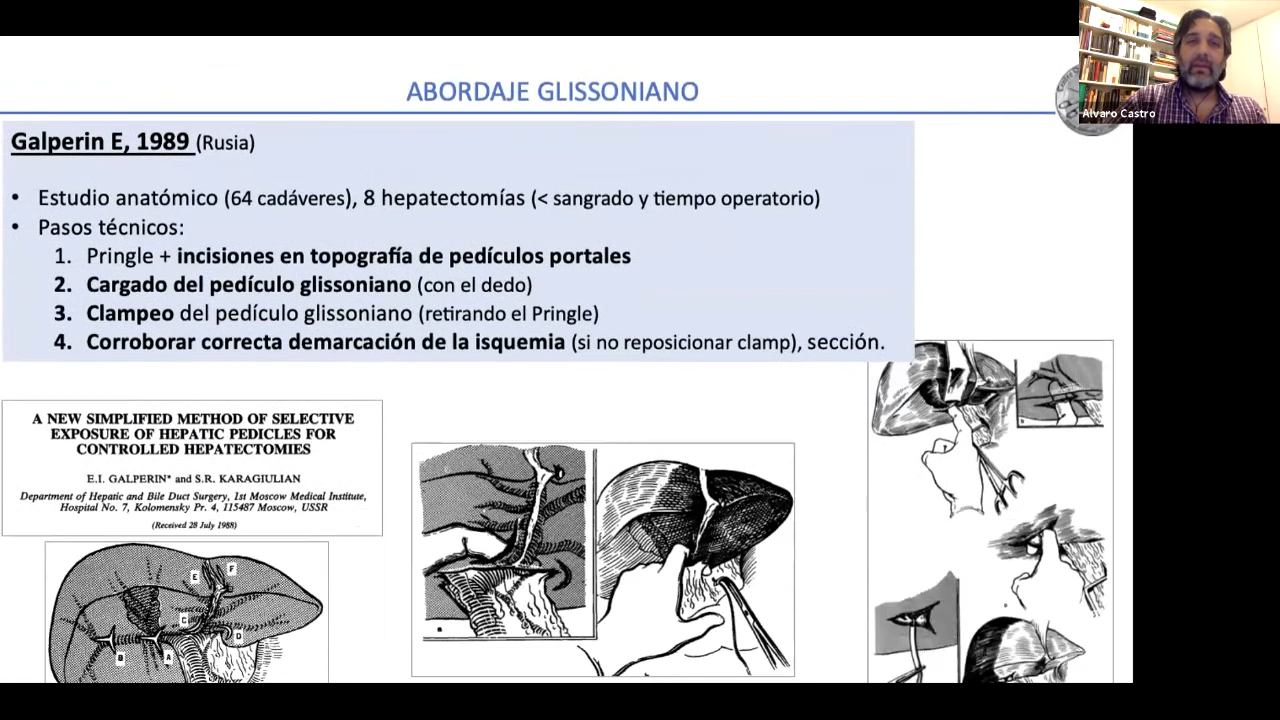 Alvaro Castro
ABORDAJE GLISSONIANO
Galperin E, 1989 (Rusia)
• Estudio anatómico (64 cadáveres), 8 hepatectomías (< sangrado y tiempo operatorio)
• Pasos técnicos:
1. Pringle + incisiones en topografía de pedículos portales
2. Cargado del pedículo glissoniano (con el dedo)
3. Clampeo del pedículo glissoniano (retirando el Pringle)
4. Corroborar correcta demarcación de la isquemia (si no reposicionar clamp), sección.
A NEW SIMPLIFIED METHOD OF SELECTIVE
EXPOSURE OF HEPATIC PEDICLES FOR
CONTROLLED HEPATECTOMIES
E.I. GALPERIN* and S.R. KARAGIULIAN
Department of Hepatic and Bile Duct Surgery, 1st Moscow Medical Institute,
Hospital No. 7, Kolomensky Pr. 4, 115487 Moscow, USSR
(Received 28 July 1988)
E F
C
D
B A